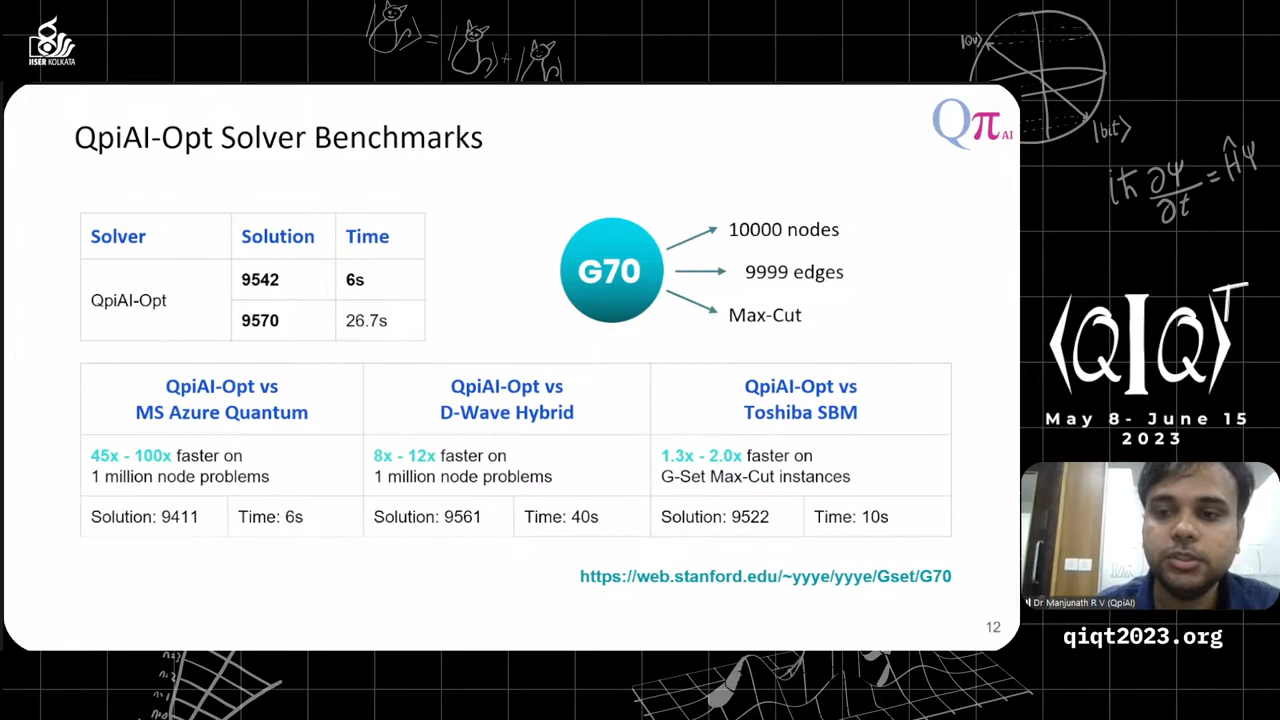 IISER KOLKATA
QpiAI-Opt Solver Benchmarks
Qπ AI
Solver Solution Time
QpiAI-Opt
9542 6s
9570 26.7s
G70
10000 nodes
9999 edges
Max-Cut
QpiAI-Opt vs
MS Azure Quantum
45x - 100x faster on
1 million node problems
Solution: 9411 Time: 6s
QpiAI-Opt vs
D-Wave Hybrid
8x - 12x faster on
1 million node problems
Solution: 9561 Time: 40s
QpiAI-Opt vs
Toshiba SBM
1.3x - 2.0x faster on
G-Set Max-Cut instances
Solution: 9522 Time: 10s
https://web.stanford.edu/~yyye/yyye/Gset/G70
12
|bit⟩
iħ ∂ψ/∂t = Ĥψ
⟨QIQ⟩T
May 8- June 15
2023
Dr Manjunath R V (QpiAI)
qiqt2023.org
n=2
n=1
n=0